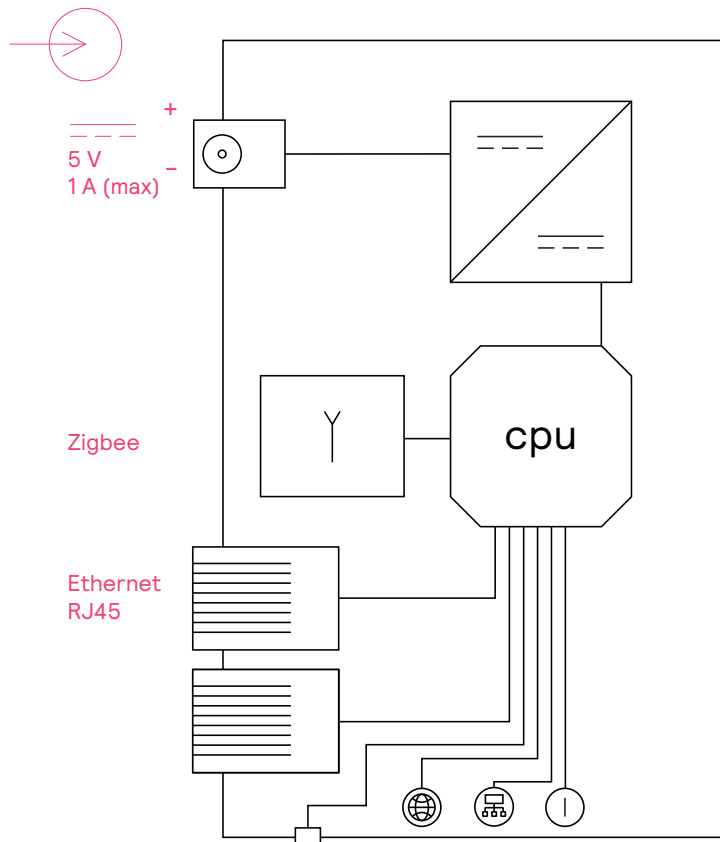 +
5 V
–
1 A (max)
cpu
Zigbee
Ethernet
RJ45